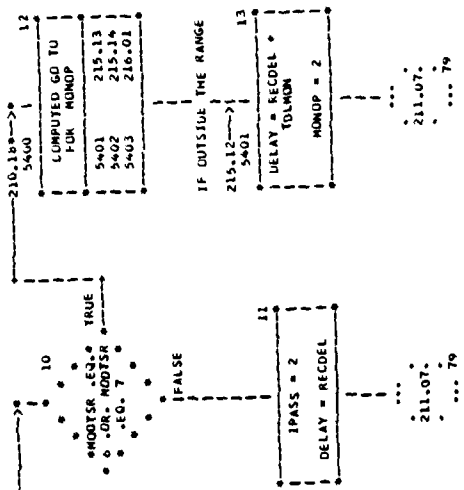 10
*MODTSR .EQ.*
* 6 .OR. MODTSR
.EQ. 7
TRUE
FALSE
11
IPASS = 2
DELAY = RECDEL
211.07.
79
210.18*-->
5400
12
COMPUTED GO TO
FOR MONOP
5401 215.13
5402 215.14
5403 216.01
IF OUTSIDE THE RANGE
215.12-->
5401
13
DELAY = RECDEL +
TDLMON
MONOP = 2
211.07.
79